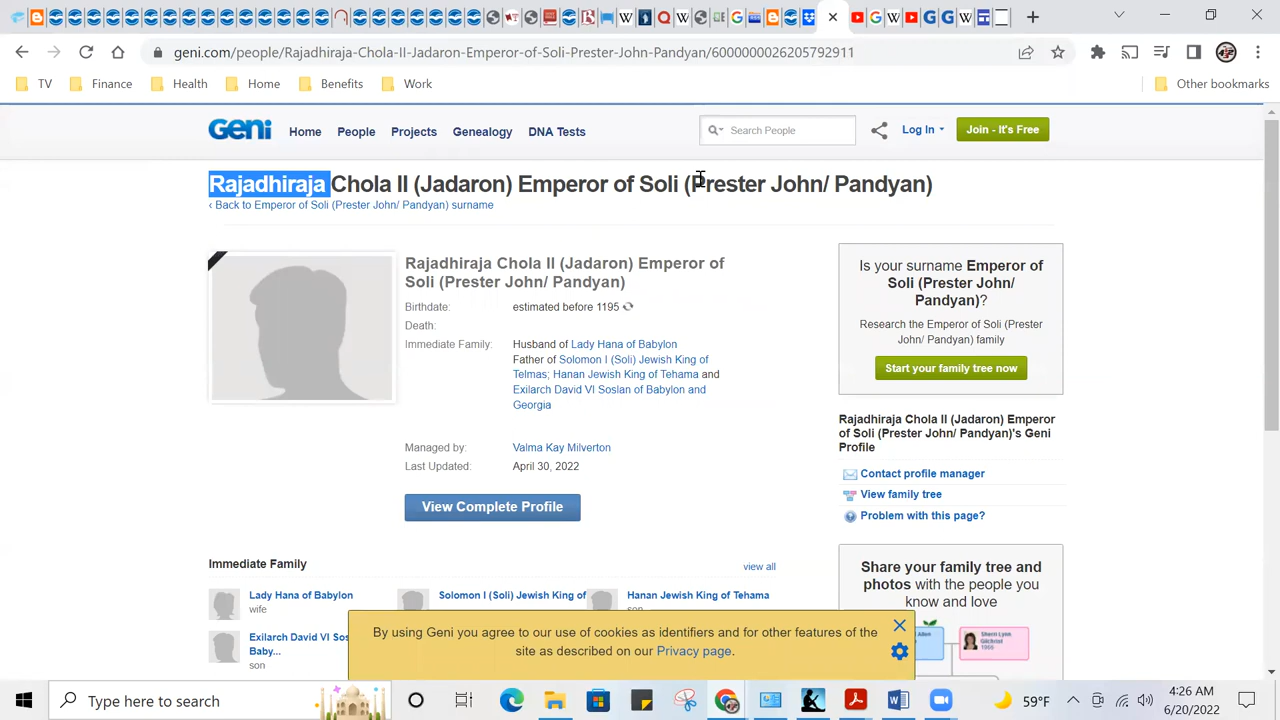 geni.com/people/Rajadhiraja-Chola-II-Jadaron-Emperor-of-Soli-Prester-John-Pandyan/6000000026205792911
TV Finance Health Home Benefits Work Other bookmarks
Geni Home People Projects Genealogy DNA Tests Search People Log In Join - It's Free
Rajadhiraja Chola II (Jadaron) Emperor of Soli (Prester John/ Pandyan)
‹ Back to Emperor of Soli (Prester John/ Pandyan) surname
Rajadhiraja Chola II (Jadaron) Emperor of
Soli (Prester John/ Pandyan)
Birthdate: estimated before 1195
Death:
Immediate Family: Husband of Lady Hana of Babylon
Father of Solomon I (Soli) Jewish King of
Telmas; Hanan Jewish King of Tehama and
Exilarch David VI Soslan of Babylon and
Georgia
Managed by: Valma Kay Milverton
Last Updated: April 30, 2022
View Complete Profile
Is your surname Emperor of
Soli (Prester John/
Pandyan)?
Research the Emperor of Soli (Prester
John/ Pandyan) family
Start your family tree now
Rajadhiraja Chola II (Jadaron) Emperor
of Soli (Prester John/ Pandyan)'s Geni
Profile
Contact profile manager
View family tree
Problem with this page?
Immediate Family view all
Lady Hana of Babylon
wife
Solomon I (Soli) Jewish King of
Hanan Jewish King of Tehama
son
Exilarch David VI Sos
Baby...
son
Share your family tree and
photos with the people you
know and love
Sherri Lynn
By using Geni you agree to our use of cookies as identifiers and for other features of the
site as described on our Privacy page.
Type here to search
59°F
4:26 AM
6/20/2022